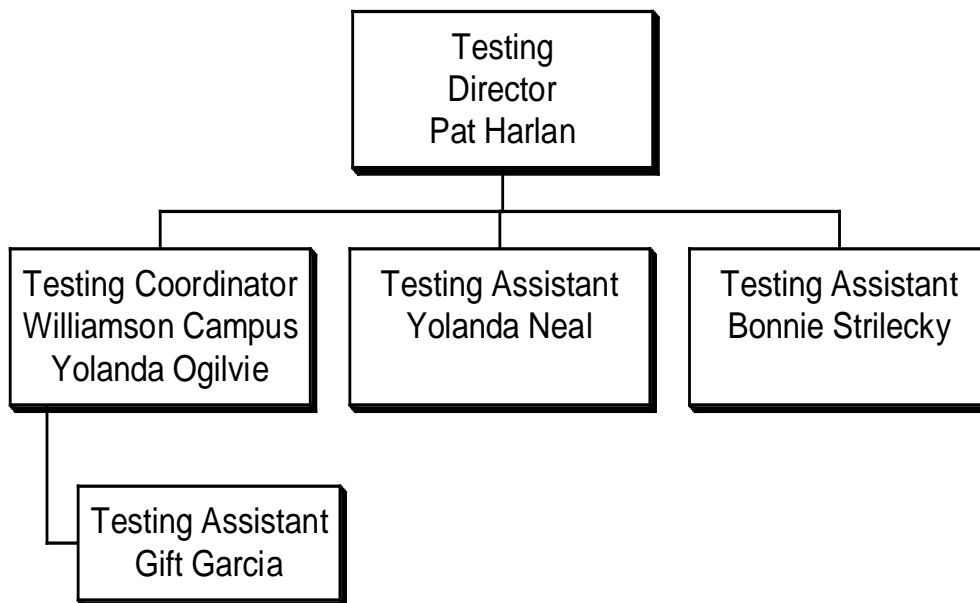 Testing
Director
Pat Harlan
Testing Coordinator
Williamson Campus
Yolanda Ogilvie
Testing Assistant
Yolanda Neal
Testing Assistant
Bonnie Strilecky
Testing Assistant
Gift Garcia